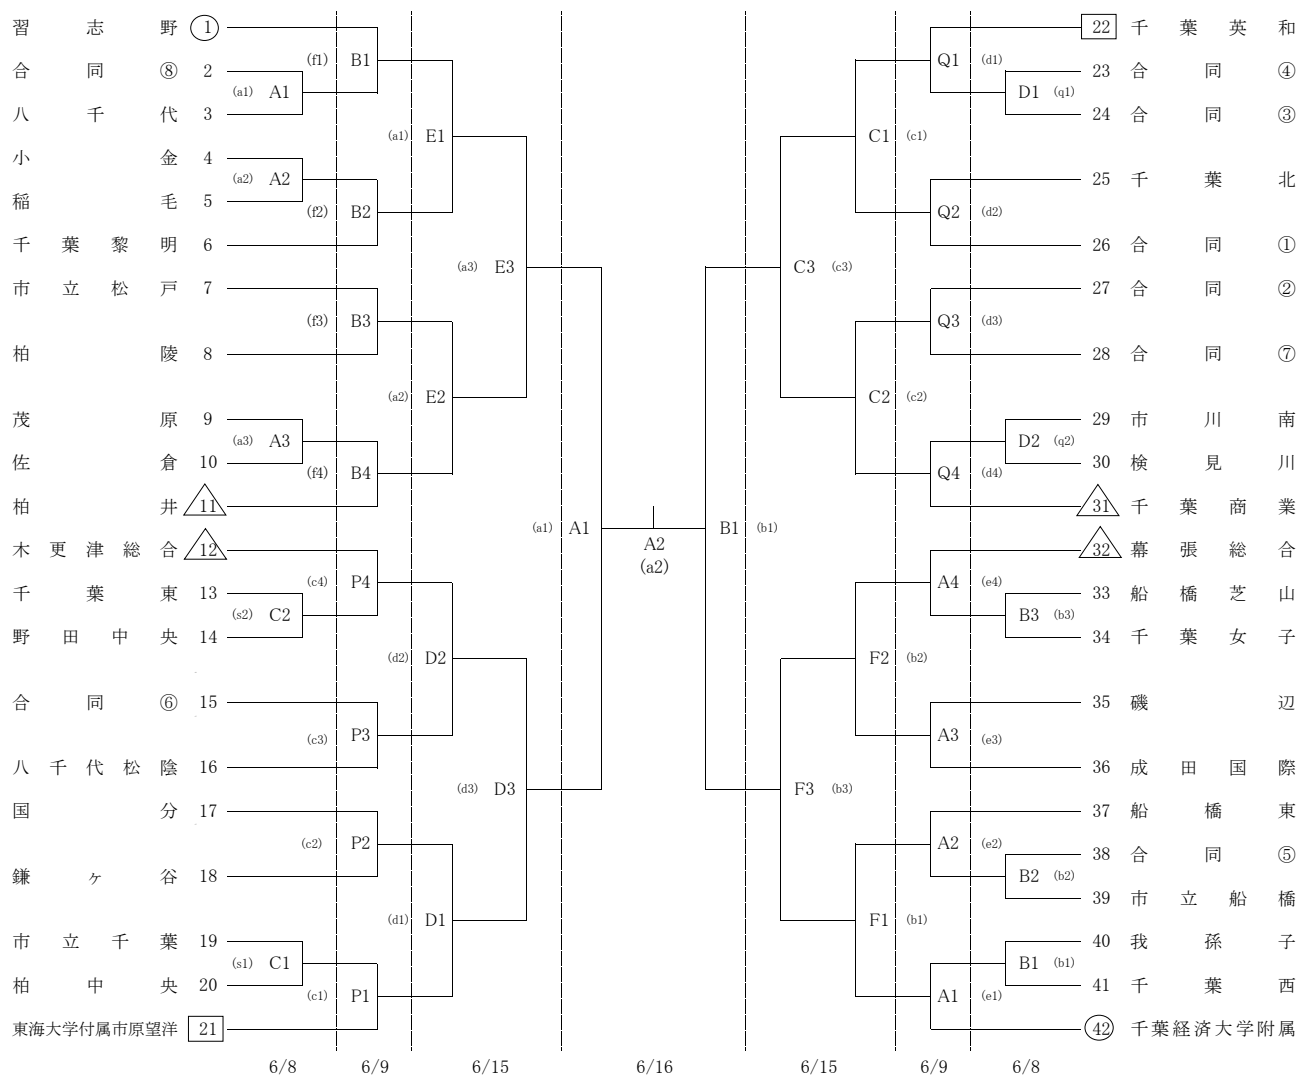 習志野 1
合同⑧ 2
八千代 3
小金 4
稲毛 5
千葉黎明 6
市立松戸 7
柏陵 8
茂原 9
佐倉 10
柏井 11
木更津総合 12
千葉東 13
野田中央 14
合同⑥ 15
八千代松陰 16
国分 17
鎌ヶ谷 18
市立千葉 19
柏中央 20
東海大学付属市原望洋 21
(a1) A1
(a2) A2
(a3) A3
(s2) C2
(s1) C1
(f1) B1
(f2) B2
(f3) B3
(f4) B4
(c4) P4
(c3) P3
(c2) P2
(c1) P1
(a1) E1
(a2) E2
(d2) D2
(d1) D1
(a3) E3
(d3) D3
(a1) A1
A2
(a2)
B1 (b1)
C3 (c3)
F3 (b3)
C1 (c1)
C2 (c2)
F2 (b2)
F1 (b1)
Q1 (d1)
Q2 (d2)
Q3 (d3)
Q4 (d4)
A4 (e4)
A3 (e3)
A2 (e2)
A1 (e1)
D1 (q1)
D2 (q2)
B3 (b3)
B2 (b2)
B1 (b1)
22 千葉英和
23 合同④
24 合同③
25 千葉北
26 合同①
27 合同②
28 合同⑦
29 市川南
30 検見川
31 千葉商業
32 幕張総合
33 船橋芝山
34 千葉女子
35 磯辺
36 成田国際
37 船橋東
38 合同⑤
39 市立船橋
40 我孫子
41 千葉西
42 千葉経済大学附属
6/8 6/9 6/15 6/16 6/15 6/9 6/8